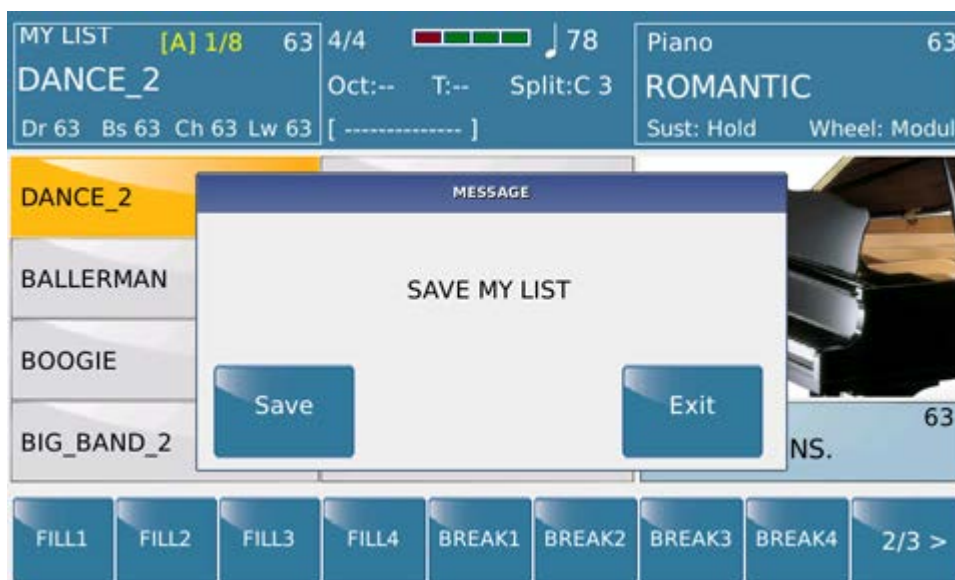 MY LIST [A] 1/8 63
DANCE_2
Dr 63 Bs 63 Ch 63 Lw 63
4/4 78
Oct:-- T:-- Split:C 3
[ -------------- ]
Piano 63
ROMANTIC
Sust: Hold Wheel: Modul
DANCE_2
BALLERMAN
BOOGIE
BIG_BAND_2
MESSAGE
SAVE MY LIST
Save Exit
63
NS.
FILL1 FILL2 FILL3 FILL4 BREAK1 BREAK2 BREAK3 BREAK4 2/3 >